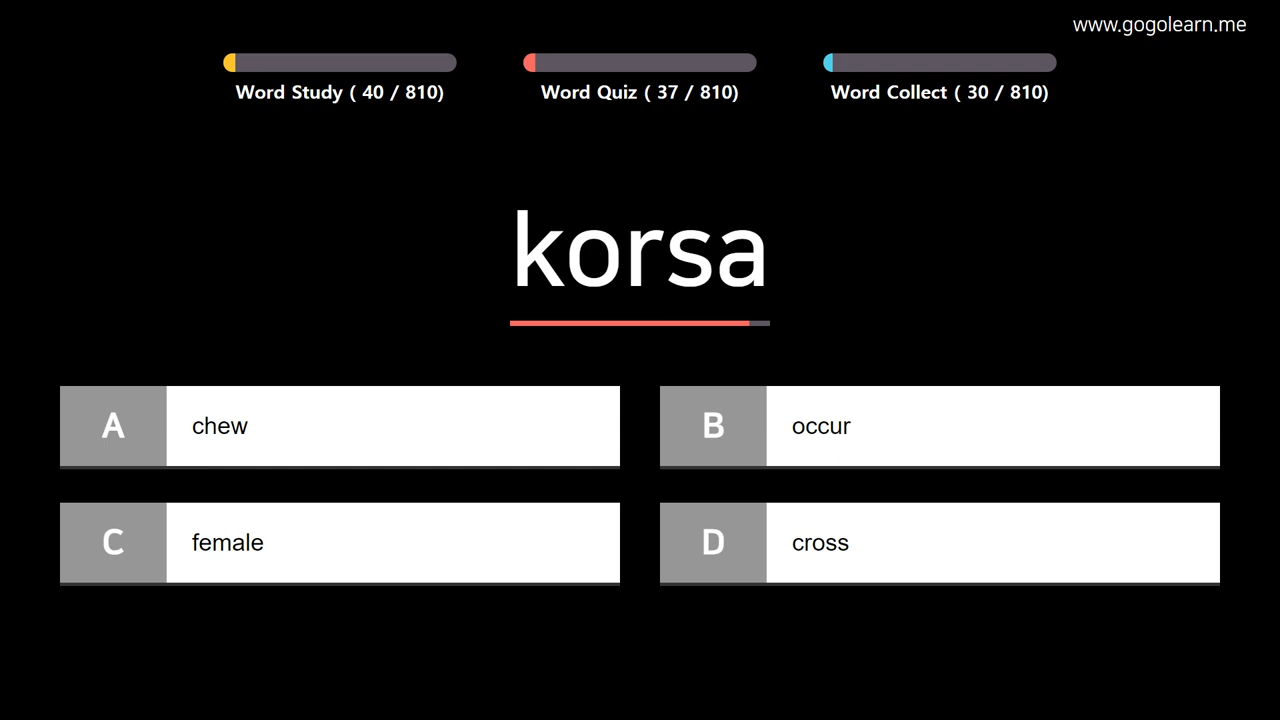 www.gogolearn.me
Word Study ( 40 / 810)
Word Quiz ( 37 / 810)
Word Collect ( 30 / 810)
korsa
A chew
B occur
C female
D cross